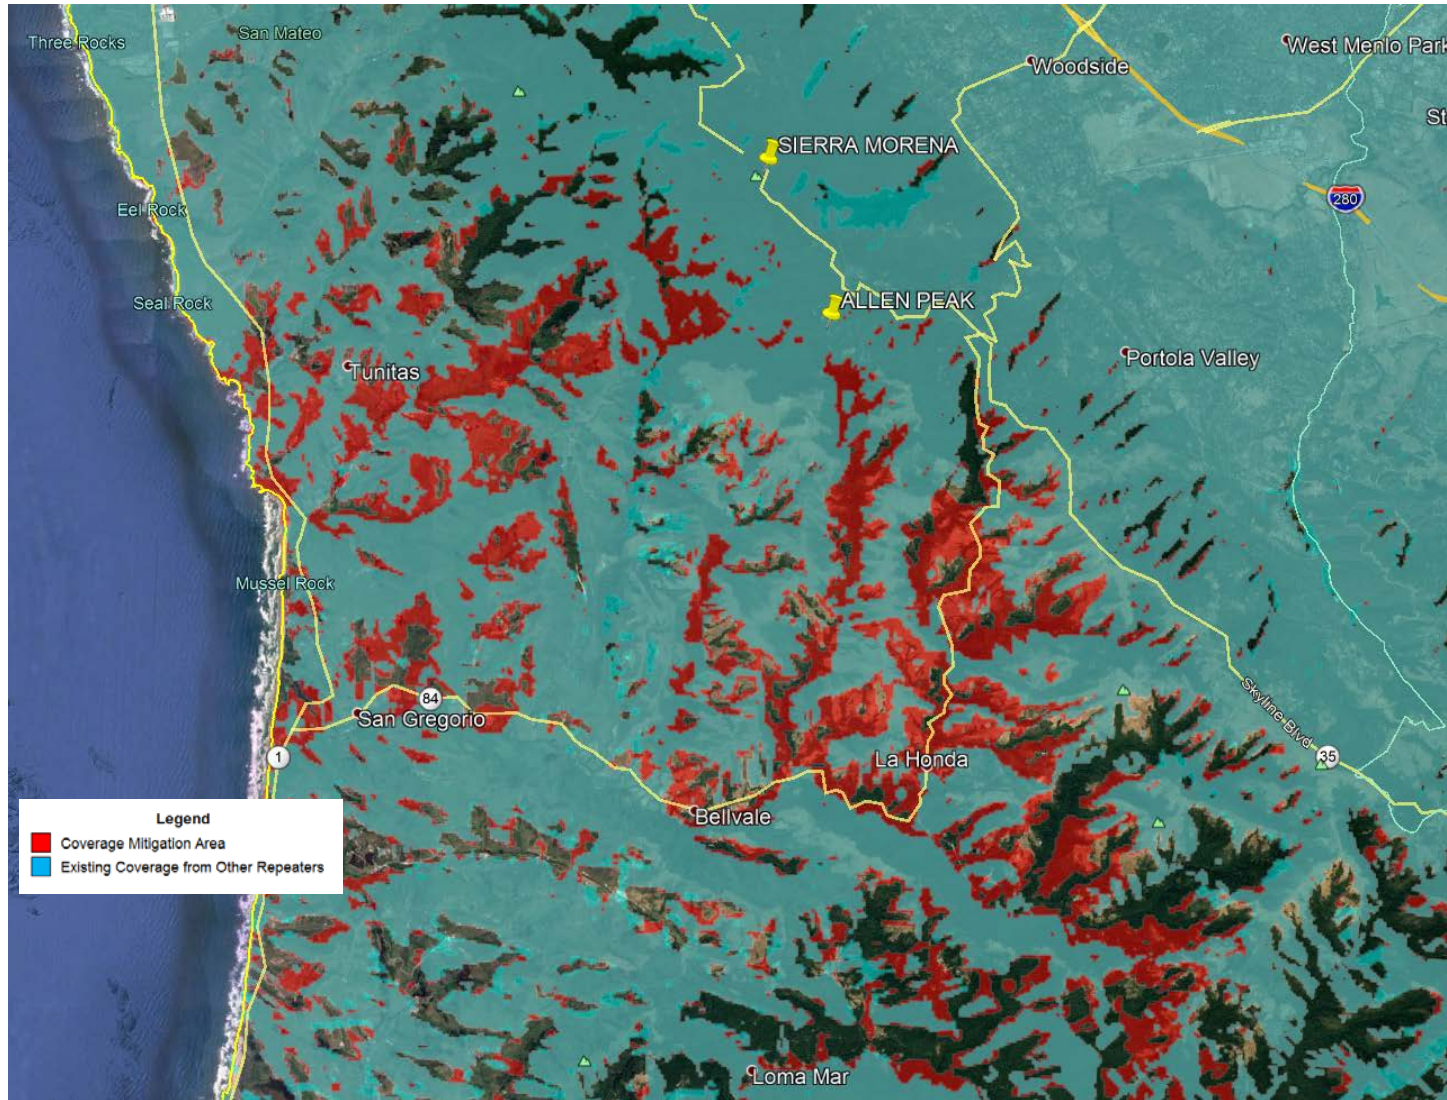 San Mateo
Three Rocks
West Menlo Park
Woodside
St
SIERRA MORENA
280
Eel Rock
ALLEN PEAK
Seal Rock
Portola Valley
Tunitas
Mussel Rock
84
San Gregorio
Skyline Blvd
35
1
La Honda
Bellvale
Legend
Coverage Mitigation Area
Existing Coverage from Other Repeaters
Loma Mar